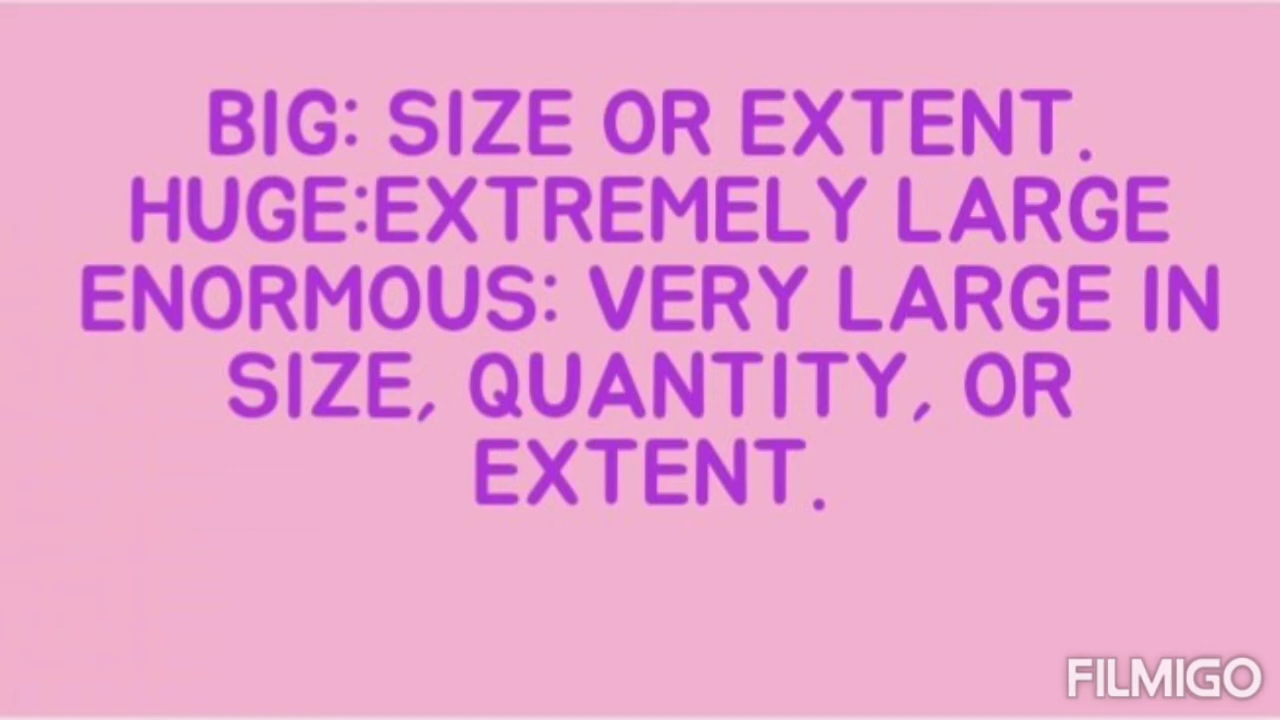 BIG: SIZE OR EXTENT.
HUGE:EXTREMELY LARGE
ENORMOUS: VERY LARGE IN
SIZE, QUANTITY, OR
EXTENT.
FILMIGO